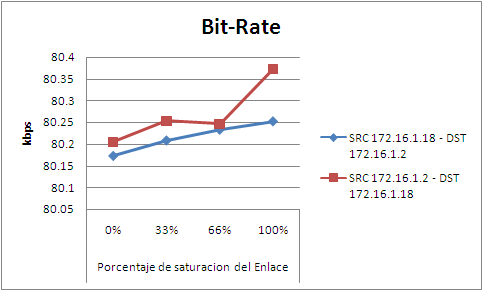 Bit-Rate
kbps
80.4
80.35
80.3
80.25
80.2
80.15
80.1
80.05
0% 33% 66% 100%
Porcentaje de saturacion del Enlace
SRC 172.16.1.18 - DST
172.16.1.2
SRC 172.16.1.2 - DST
172.16.1.18